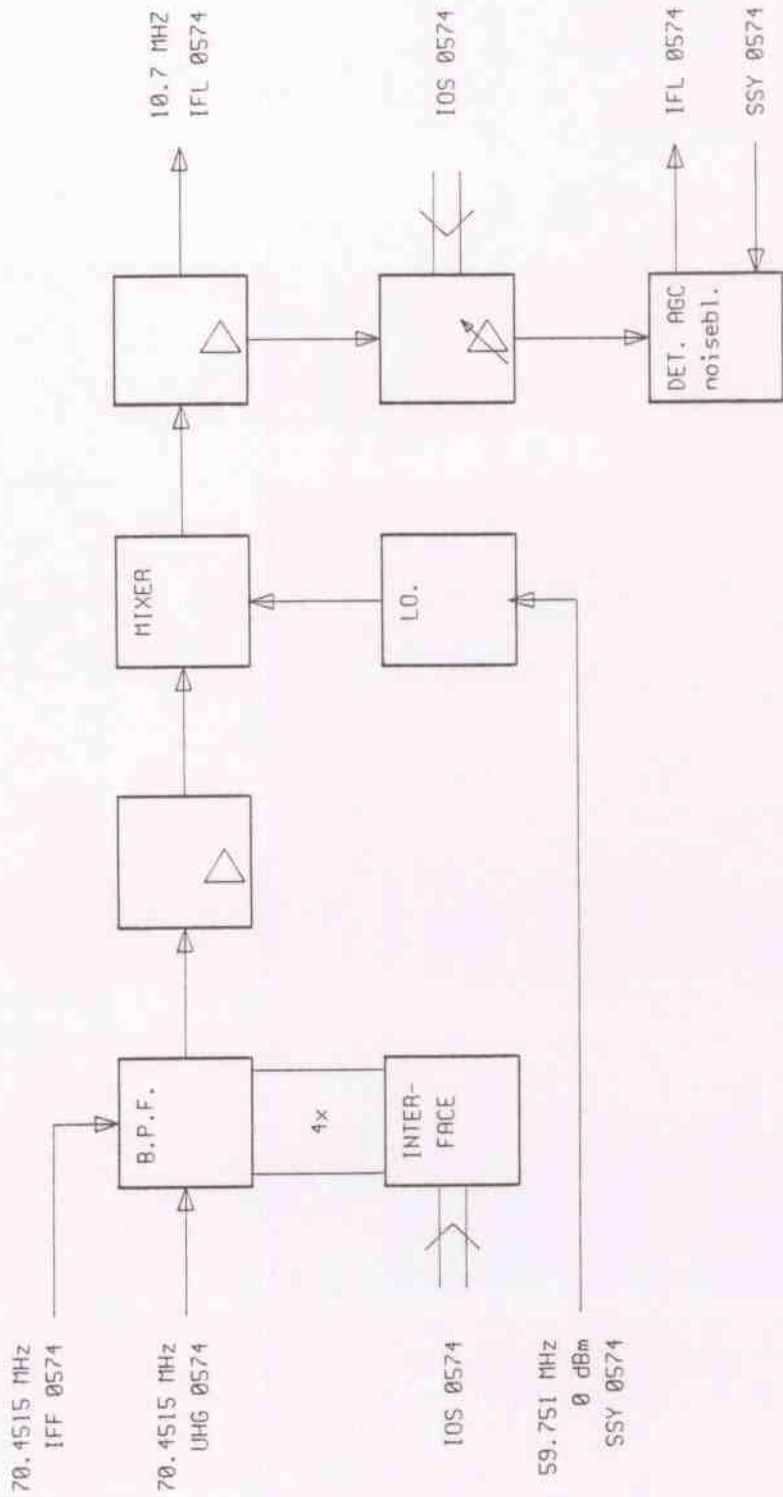 70.4515 MHz
IFF 0574
70.4515 MHz
UHG 0574
IOS 0574
59.751 MHz
0 dBm
SSY 0574
B.P.F.
4x
INTER-
FACE
MIXER
LO.
DET. AGC
noisebl.
10.7 MHZ
IFL 0574
IOS 0574
IFL 0574
SSY 0574